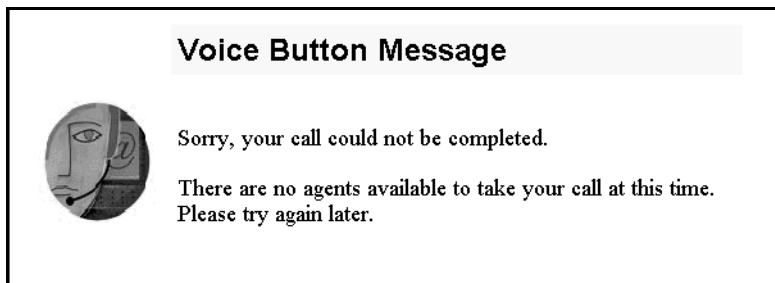 Voice Button Message
@
Sorry, your call could not be completed.
There are no agents available to take your call at this time.
Please try again later.